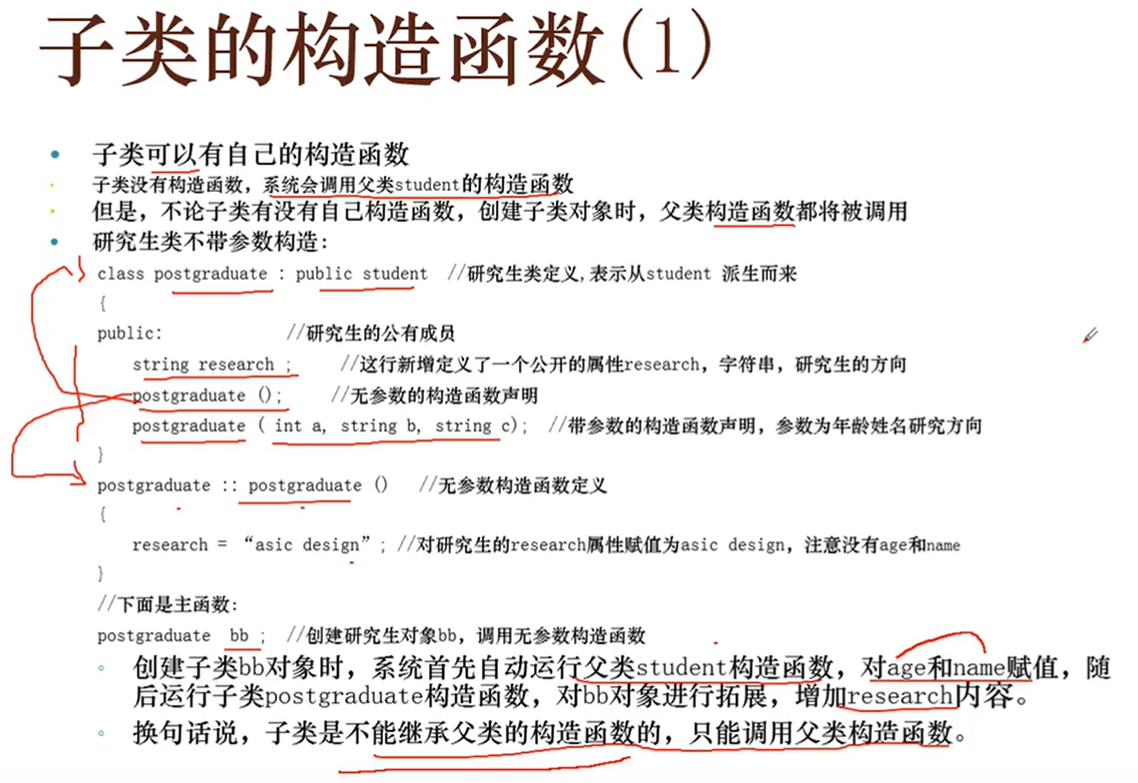 子类的构造函数(1)
子类可以有自己的构造函数
子类没有构造函数，系统会调用父类student的构造函数
但是，不论子类有没有自己构造函数，创建子类对象时，父类构造函数都将被调用
研究生类不带参数构造：
class postgraduate : public student //研究生类定义,表示从student 派生而来
{
public: //研究生的公有成员
string research ; //这行新增定义了一个公开的属性research，字符串，研究生的方向
postgraduate (); //无参数的构造函数声明
postgraduate ( int a, string b, string c); //带参数的构造函数声明，参数为年龄姓名研究方向
}
postgraduate :: postgraduate () //无参数构造函数定义
{
research = “asic design”; //对研究生的research属性赋值为asic design，注意没有age和name
}
//下面是主函数：
postgraduate bb ; //创建研究生对象bb，调用无参数构造函数
创建子类bb对象时，系统首先自动运行父类student构造函数，对age和name赋值，随
后运行子类postgraduate构造函数，对bb对象进行拓展，增加research内容。
换句话说，子类是不能继承父类的构造函数的，只能调用父类构造函数。